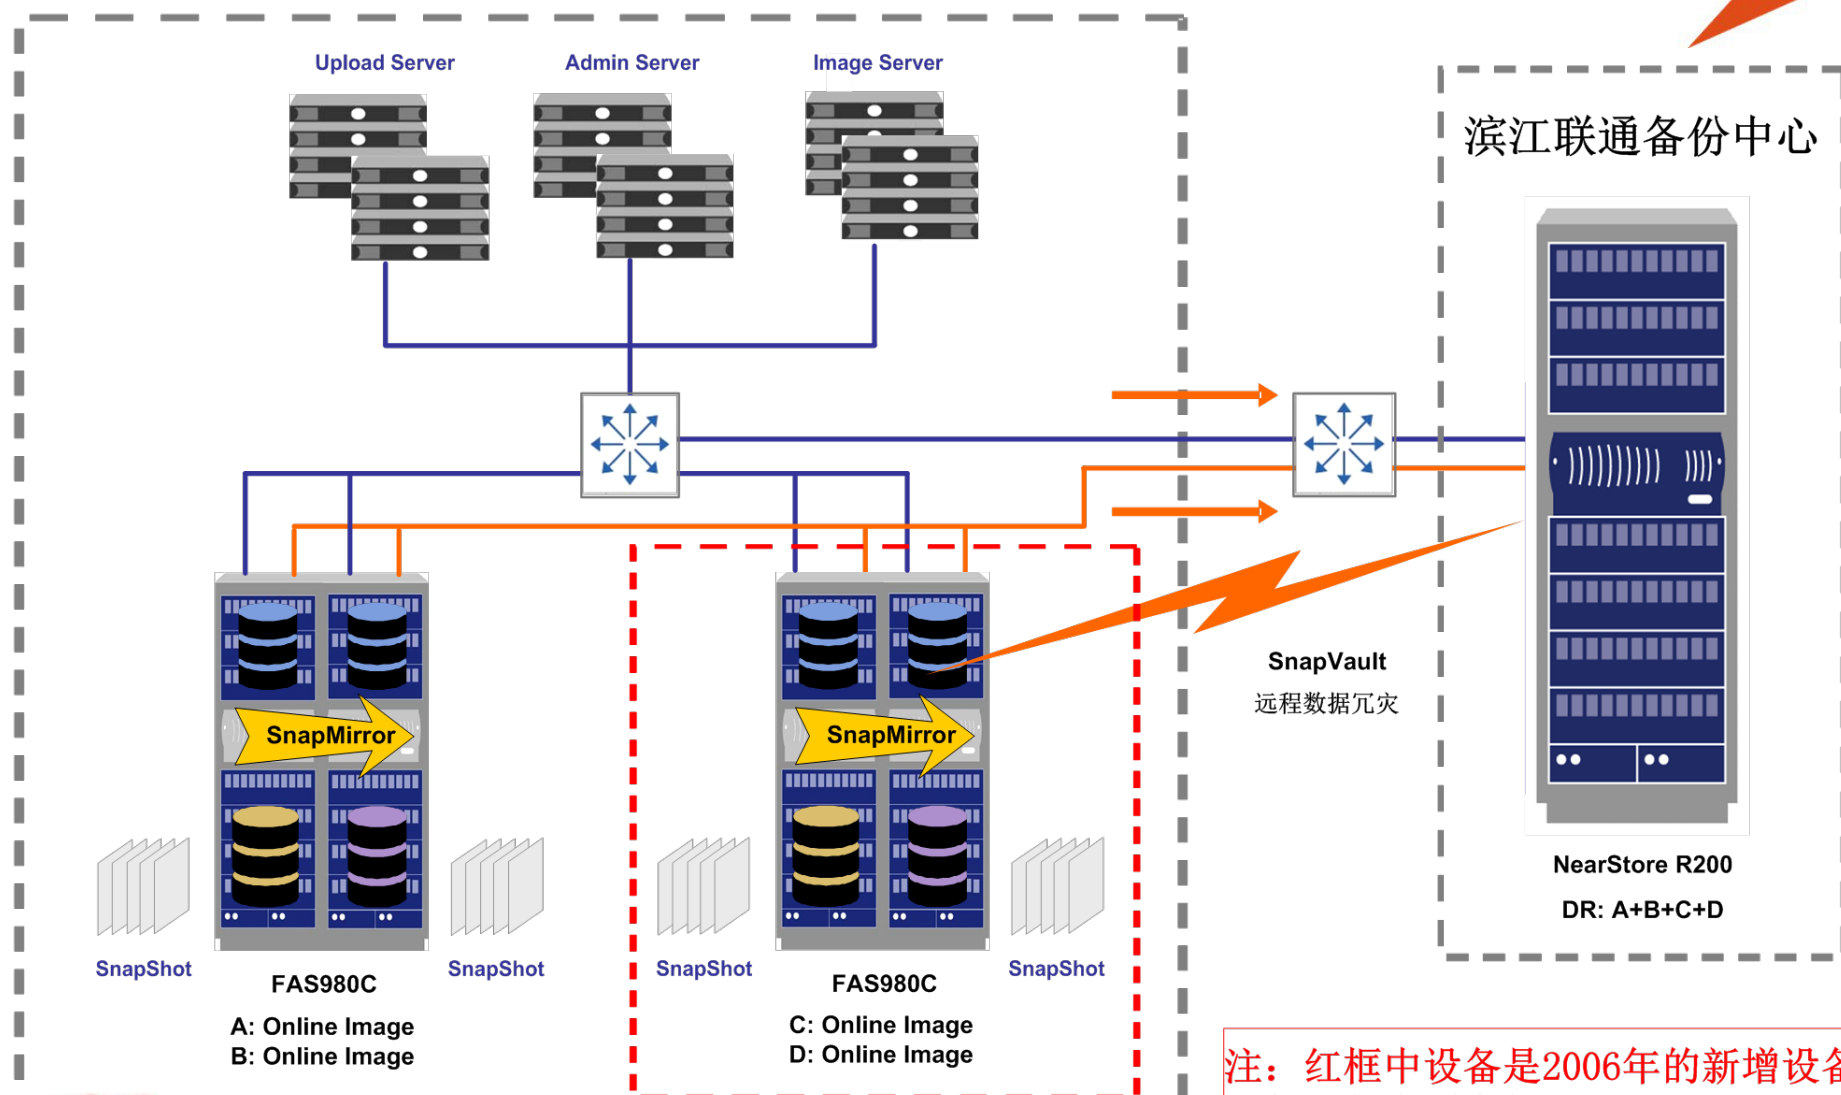 Upload Server
Admin Server
Image Server
滨江联通备份中心
SnapVault
远程数据冗灾
SnapMirror
SnapMirror
NearStore R200
DR: A+B+C+D
SnapShot
SnapShot
SnapShot
SnapShot
FAS980C
A: Online Image
B: Online Image
FAS980C
C: Online Image
D: Online Image
注：红框中设备是2006年的新增设备